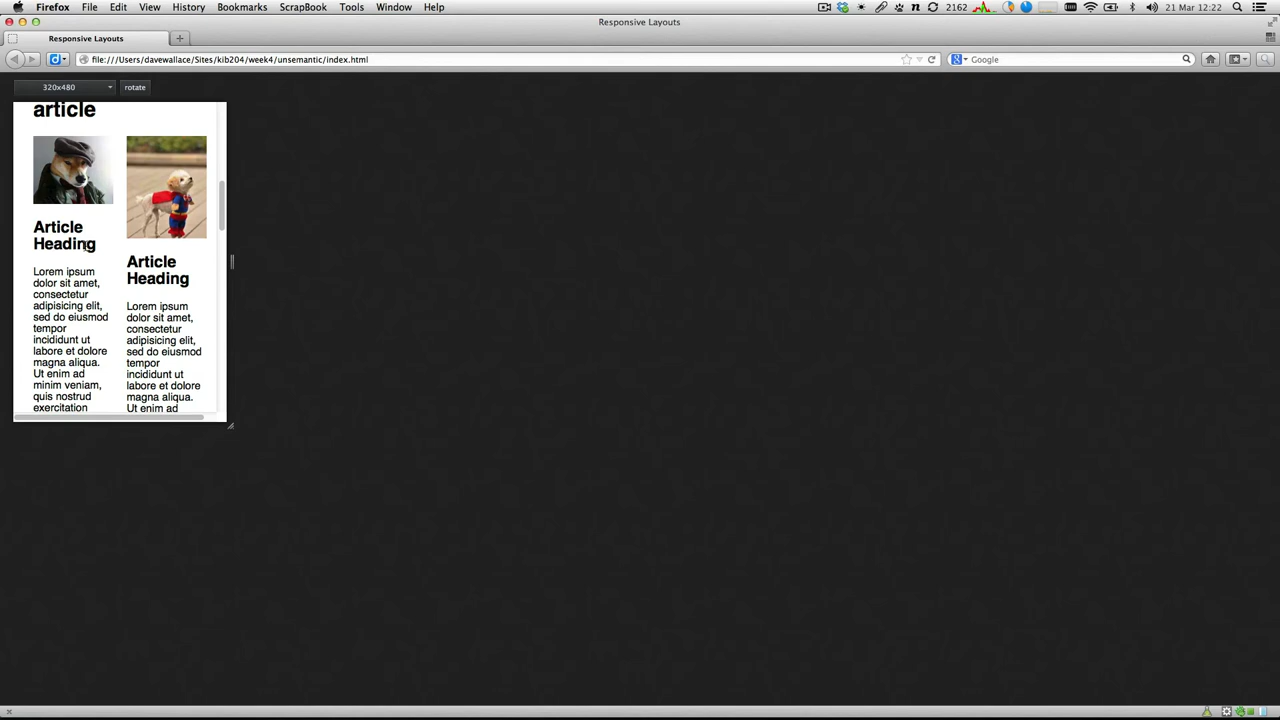 Firefox File Edit View History Bookmarks ScrapBook Tools Window Help 2162 21 Mar 12:22
Responsive Layouts
Responsive Layouts
file:///Users/davewallace/Sites/kib204/week4/unsemantic/index.html Google
320x480 rotate
article
Article
Heading
Lorem ipsum
dolor sit amet,
consectetur
adipisicing elit,
sed do eiusmod
tempor
incididunt ut
labore et dolore
magna aliqua.
Ut enim ad
minim veniam,
quis nostrud
exercitation
Article
Heading
Lorem ipsum
dolor sit amet,
consectetur
adipisicing elit,
sed do eiusmod
tempor
incididunt ut
labore et dolore
magna aliqua.
Ut enim ad